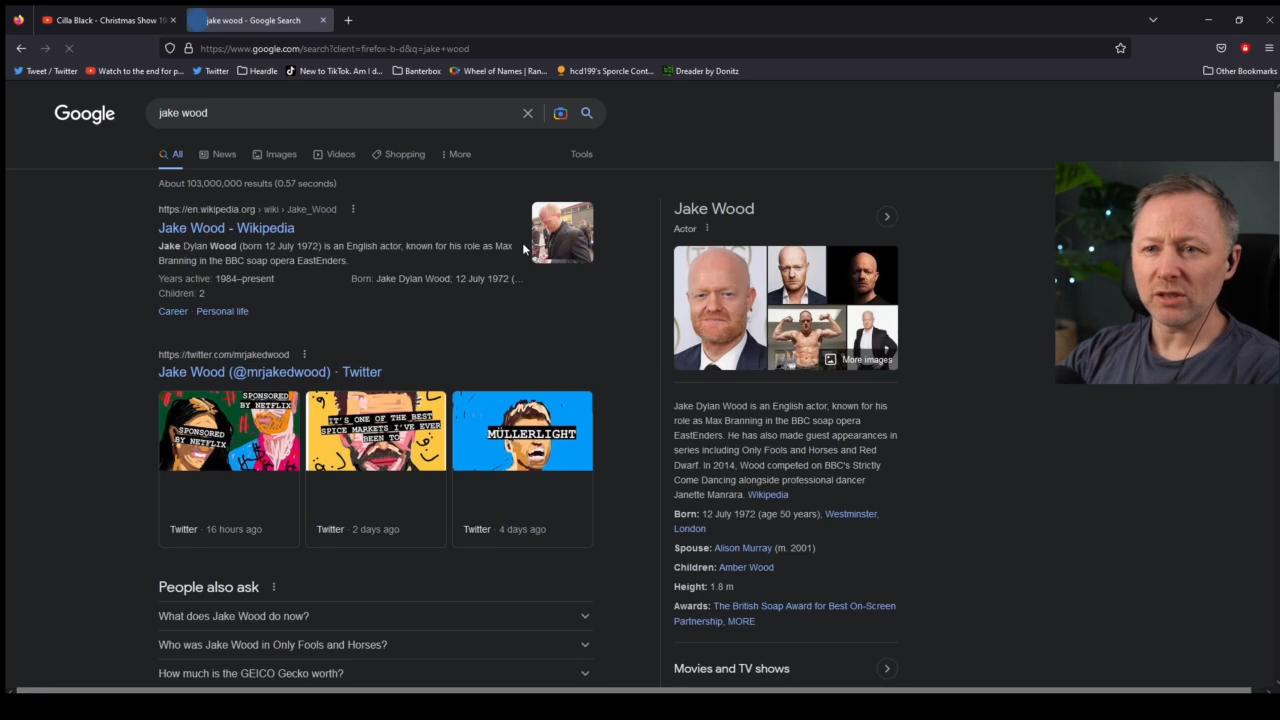 Cilla Black - Christmas Show 19
jake wood - Google Search
https://www.google.com/search?client=firefox-b-d&q=jake+wood
Tweet / Twitter
Watch to the end for p...
Twitter
Heardle
New to TikTok. Am I d...
Banterbox
Wheel of Names | Ran...
hcd199's Sporcle Cont...
Dreader by Donitz
Other Bookmarks
Google
jake wood
All
News
Images
Videos
Shopping
More
Tools
About 103,000,000 results (0.57 seconds)
https://en.wikipedia.org › wiki › Jake_Wood
Jake Wood - Wikipedia
Jake Dylan Wood (born 12 July 1972) is an English actor, known for his role as Max
Branning in the BBC soap opera EastEnders.
Years active: 1984–present
Born: Jake Dylan Wood; 12 July 1972 (...
Children: 2
Career · Personal life
https://twitter.com/mrjakedwood
Jake Wood (@mrjakedwood) · Twitter
SPONSORED
BY NETFLIX
SPONSORED
BY NETFLIX
IT'S ONE OF THE BEST
SPICE MARKETS I'VE EVER
BEEN TO
MÜLLERLIGHT
Twitter · 16 hours ago
Twitter · 2 days ago
Twitter · 4 days ago
People also ask
What does Jake Wood do now?
Who was Jake Wood in Only Fools and Horses?
How much is the GEICO Gecko worth?
Jake Wood
Actor
More images
Jake Dylan Wood is an English actor, known for his
role as Max Branning in the BBC soap opera
EastEnders. He has also made guest appearances in
series including Only Fools and Horses and Red
Dwarf. In 2014, Wood competed on BBC's Strictly
Come Dancing alongside professional dancer
Janette Manrara. Wikipedia
Born: 12 July 1972 (age 50 years), Westminster,
London
Spouse: Alison Murray (m. 2001)
Children: Amber Wood
Height: 1.8 m
Awards: The British Soap Award for Best On-Screen
Partnership, MORE
Movies and TV shows